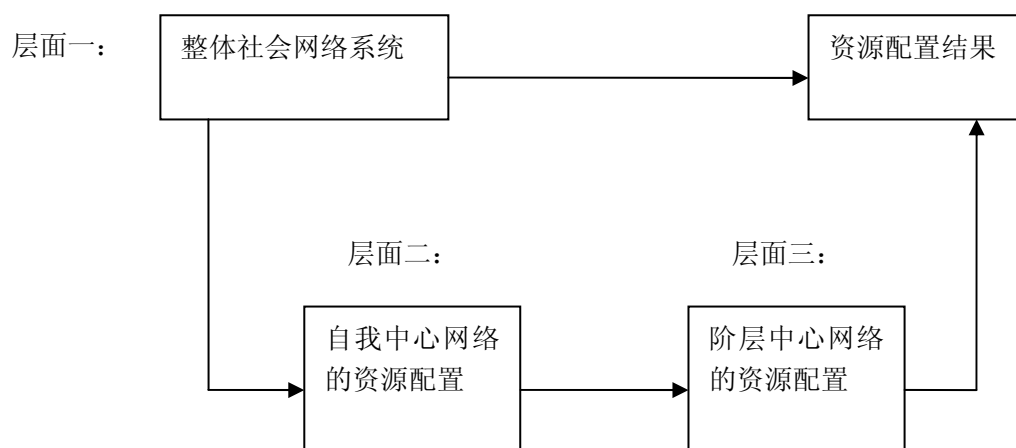 层面一：
整体社会网络系统
资源配置结果
层面二：
层面三：
自我中心网络
的资源配置
阶层中心网络
的资源配置